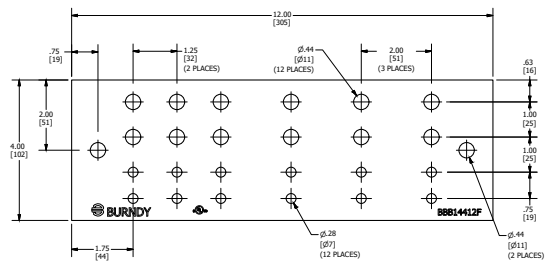 12.00
[305]
.75
[19]
1.25
[32]
(2 PLACES)
Ø.44
[Ø11]
(12 PLACES)
2.00
[51]
(3 PLACES)
.63
[16]
2.00
[51]
4.00
[102]
1.00
[25]
1.00
[25]
.75
[19]
BURNDY
UL
BBB14412F
1.75
[44]
Ø.28
[Ø7]
(12 PLACES)
Ø.44
[Ø11]
(2 PLACES)